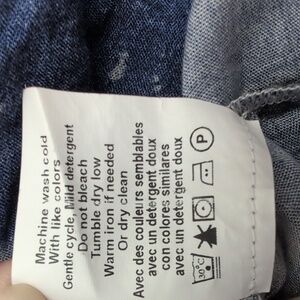 Machine wash cold
With like colors
Gentle cycle, Mild detergent
Do not bleach
Tumble dry low
Warm iron if needed
Or dry clean
Avec des couleurs semblables
avec un detergent doux
con colores similares
avec un detergent doux
30°C
P